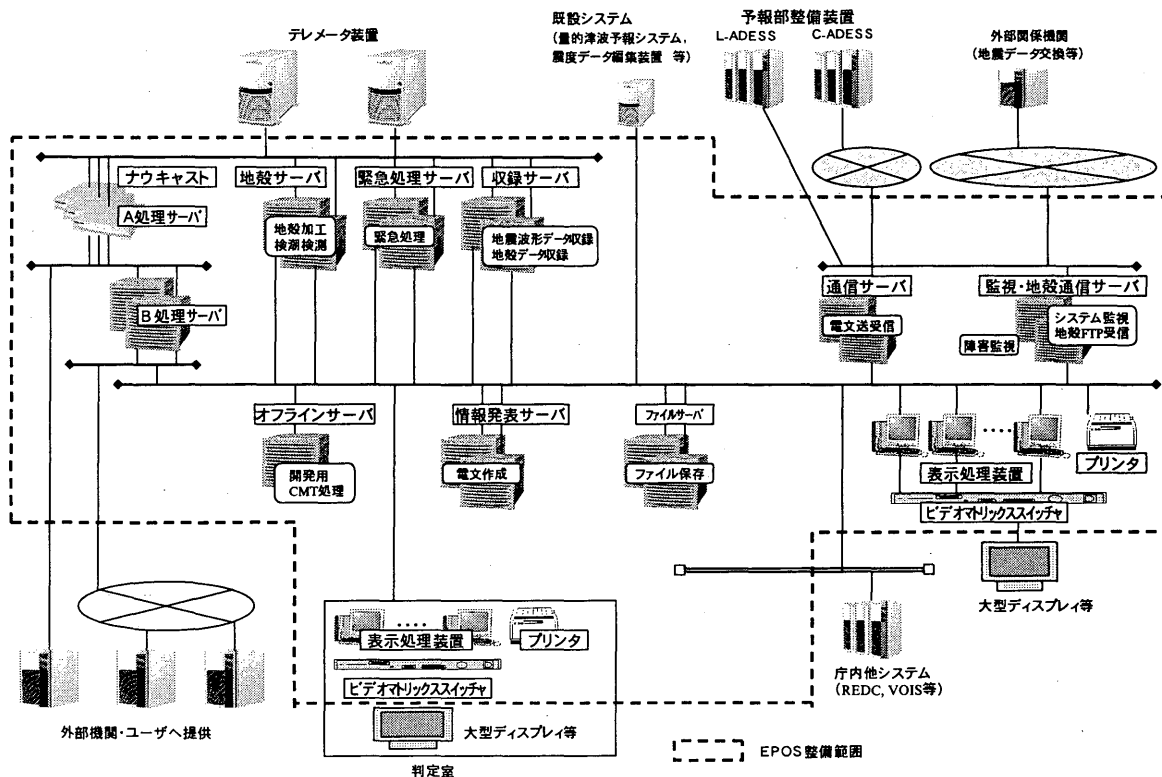 テレメータ装置
既設システム
(量的津波予報システム,
震度データ編集装置 等)
予報部整備装置
L-ADESS
C-ADESS
外部関係機関
(地震データ交換等)
ナウキャスト
A処理サーバ
地殻サーバ
地殻加工
検潮検測
緊急処理サーバ
緊急処理
収録サーバ
地震波形データ収録
地殻データ収録
B処理サーバ
通信サーバ
電文送受信
監視・地殻通信サーバ
システム監視
地殻FTP受信
障害監視
オフラインサーバ
開発用
CMT処理
情報発表サーバ
電文作成
ファイルサーバ
ファイル保存
表示処理装置
プリンタ
ビデオマトリックススイッチャ
大型ディスプレィ等
表示処理装置
プリンタ
ビデオマトリックススイッチャ
大型ディスプレィ等
判定室
庁内他システム
(REDC, VOIS等)
外部機関・ユーザへ提供
EPOS整備範囲